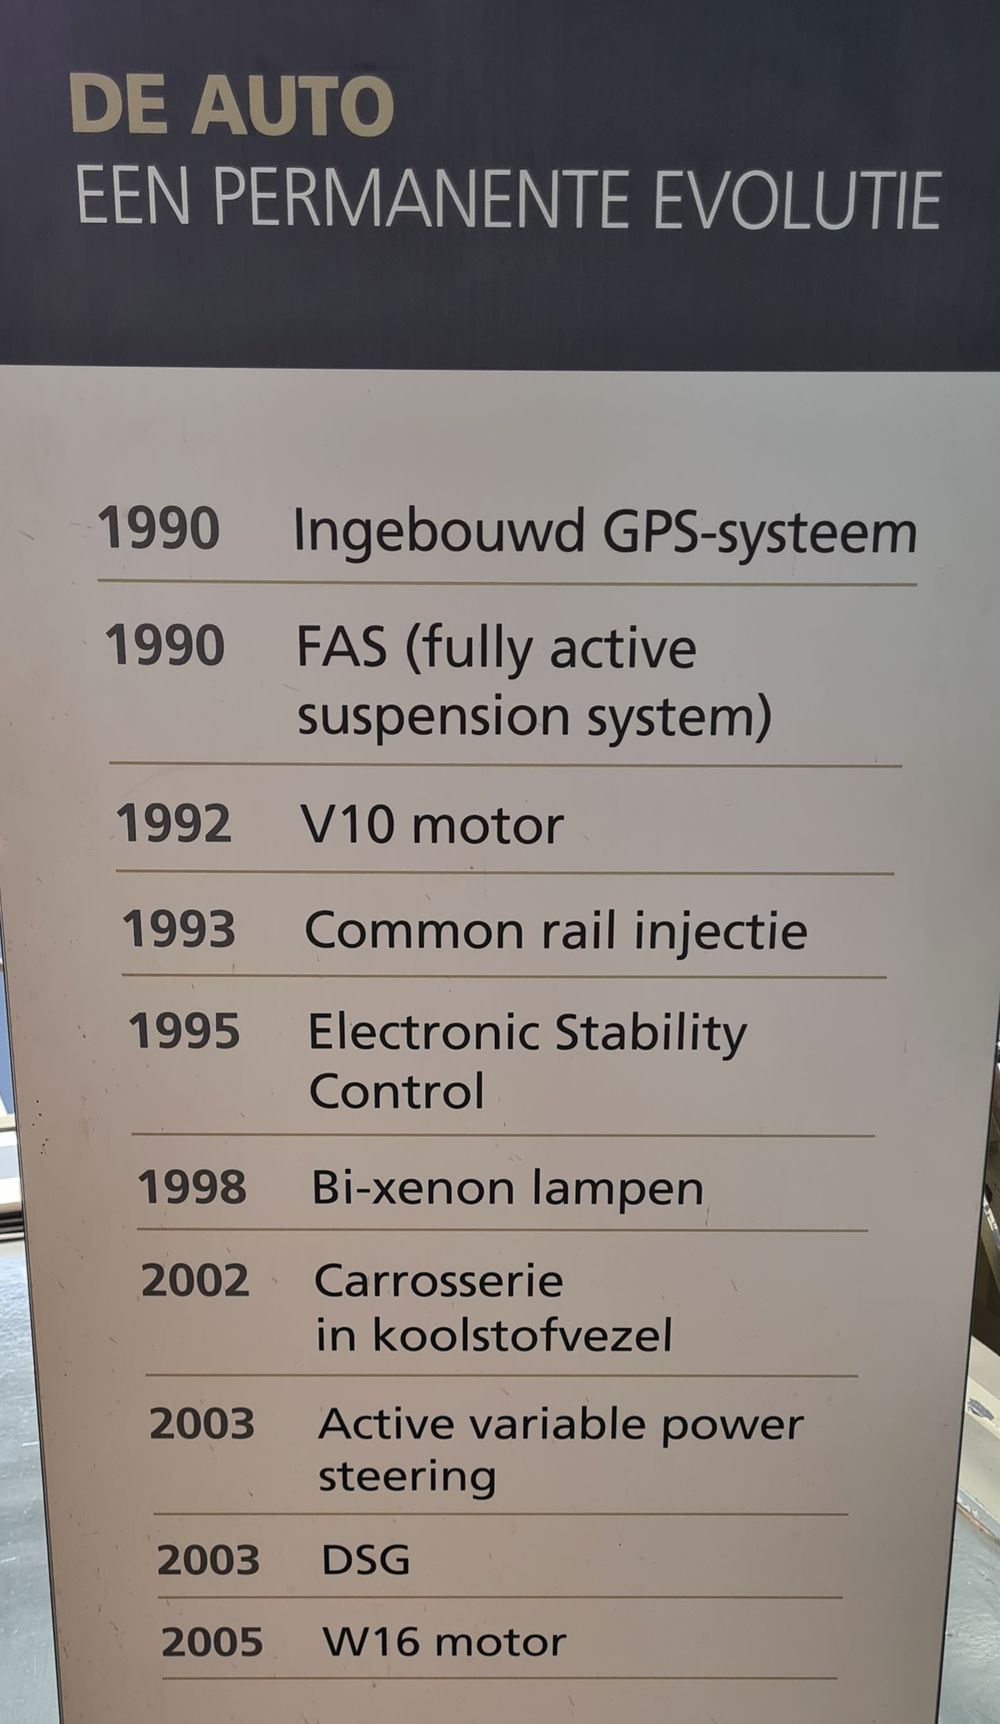 DE AUTO
EEN PERMANENTE EVOLUTIE
1990 Ingebouwd GPS-systeem
1990 FAS (fully active
suspension system)
1992 V10 motor
1993 Common rail injectie
1995 Electronic Stability
Control
1998 Bi-xenon lampen
2002 Carrosserie
in koolstofvezel
2003 Active variable power
steering
2003 DSG
2005 W16 motor